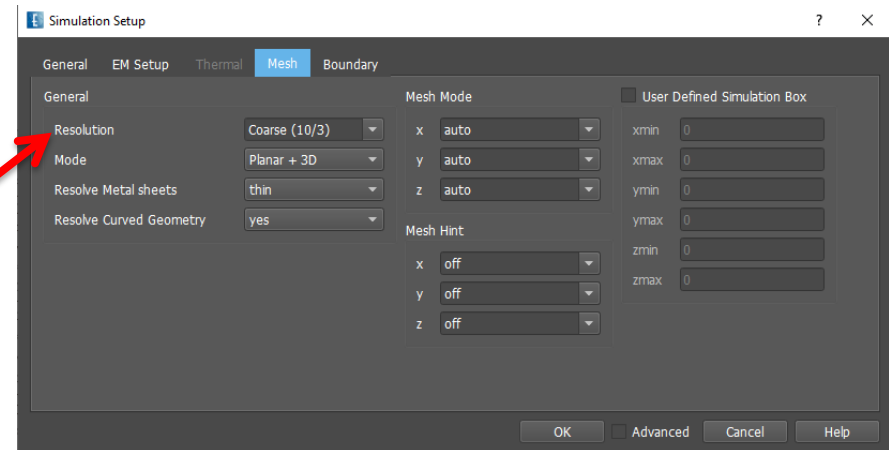 Simulation Setup ? ×
General EM Setup Thermal Mesh Boundary
General
Resolution Coarse (10/3)
Mode Planar + 3D
Resolve Metal sheets thin
Resolve Curved Geometry yes
Mesh Mode
x auto
y auto
z auto
Mesh Hint
x off
y off
z off
User Defined Simulation Box
xmin 0
xmax 0
ymin 0
ymax 0
zmin 0
zmax 0
OK Advanced Cancel Help